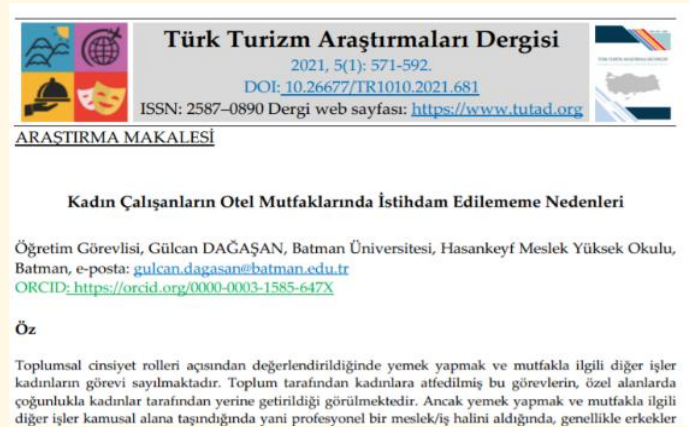 Türk Turizm Araştırmaları Dergisi
2021, 5(1): 571-592.
DOI: 10.26677/TR1010.2021.681
ISSN: 2587–0890 Dergi web sayfası: https://www.tutad.org
ARAŞTIRMA MAKALESİ
Kadın Çalışanların Otel Mutfaklarında İstihdam Edilememe Nedenleri
Öğretim Görevlisi, Gülcan DAĞAŞAN, Batman Üniversitesi, Hasankeyf Meslek Yüksek Okulu,
Batman, e-posta: gulcan.dagasan@batman.edu.tr
ORCID: https://orcid.org/0000-0003-1585-647X
Öz
Toplumsal cinsiyet rolleri açısından değerlendirildiğinde yemek yapmak ve mutfakla ilgili diğer işler
kadınların görevi sayılmaktadır. Toplum tarafından kadınlara atfedilmiş bu görevlerin, özel alanlarda
çoğunlukla kadınlar tarafından yerine getirildiği görülmektedir. Ancak yemek yapmak ve mutfakla ilgili
diğer işler kamusal alana taşındığında yani profesyonel bir meslek/iş halini aldığında, genellikle erkekler